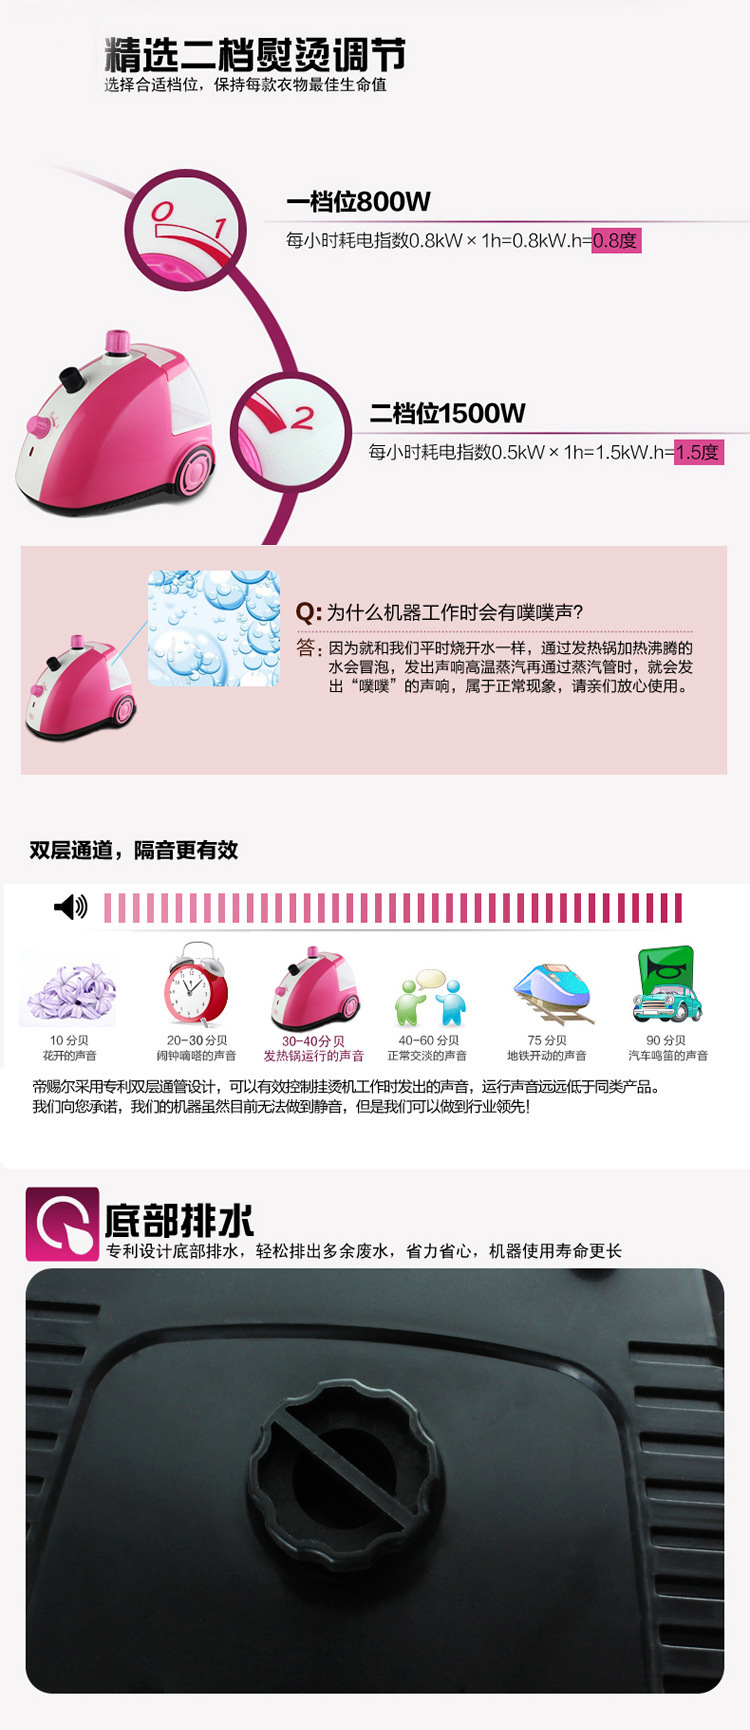 精选二档熨烫调节
选择合适档位，保持每款衣物最佳生命值
0 1
一档位800W
每小时耗电指数0.8kW×1h=0.8kW.h=0.8度
2
二档位1500W
每小时耗电指数0.5kW×1h=1.5kW.h=1.5度
Q:为什么机器工作时会有噗噗声?
答：因为就和我们平时烧开水一样，通过发热锅加热沸腾的
水会冒泡，发出声响高温蒸汽再通过蒸汽管时，就会发
出“噗噗”的声响，属于正常现象，请亲们放心使用。
双层通道，隔音更有效
10分贝
花开的声音
20-30分贝
闹钟嘀嗒的声音
30-40分贝
发热锅运行的声音
40-60分贝
正常交淡的声音
75分贝
地铁开动的声音
90分贝
汽车鸣笛的声音
帝赐尔采用专利双层通管设计，可以有效控制挂烫机工作时发出的声音，运行声音远远低于同类产品。
我们向您承诺，我们的机器虽然目前无法做到静音，但是我们可以做到行业领先！
底部排水
专利设计底部排水，轻松排出多余废水，省力省心，机器使用寿命更长